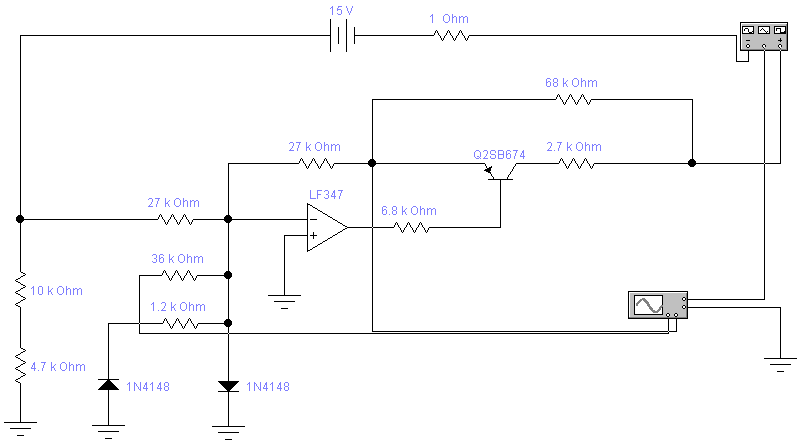 15 V
1 Ohm
68 k Ohm
27 k Ohm
Q2SB674
2.7 k Ohm
27 k Ohm
LF347
6.8 k Ohm
36 k Ohm
10 k Ohm
1.2 k Ohm
4.7 k Ohm
1N4148
1N4148